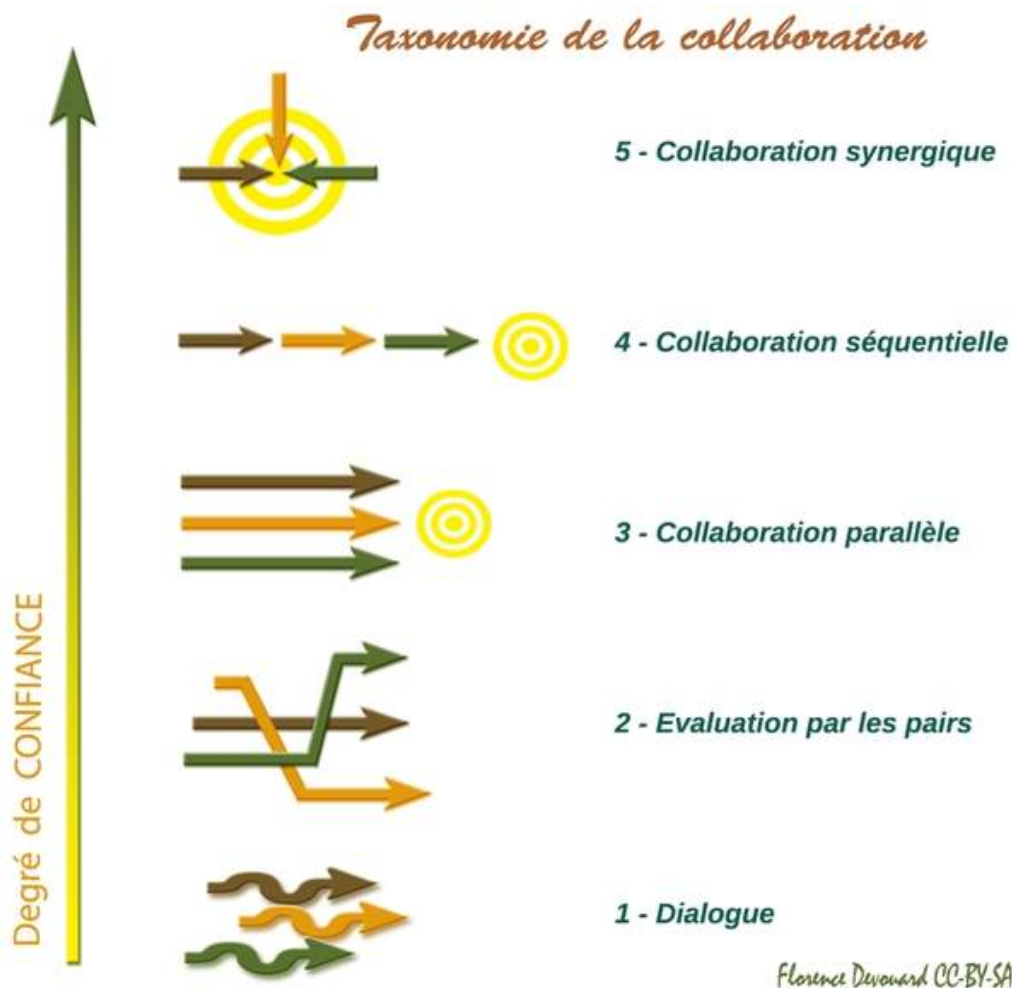 Taxonomie de la collaboration
5 - Collaboration synergique
4 - Collaboration séquentielle
3 - Collaboration parallèle
2 - Evaluation par les pairs
1 - Dialogue
Degré de CONFIANCE
Florence Devouard CC-BY-SA